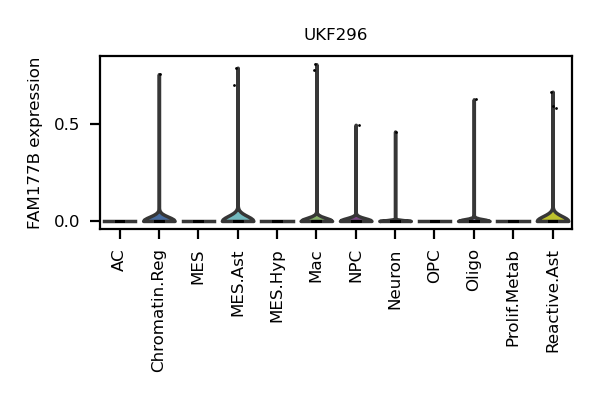 UKF296
FAM177B expression
0.5
0.0
AC
Chromatin.Reg
MES
MES.Ast
MES.Hyp
Mac
NPC
Neuron
OPC
Oligo
Prolif.Metab
Reactive.Ast